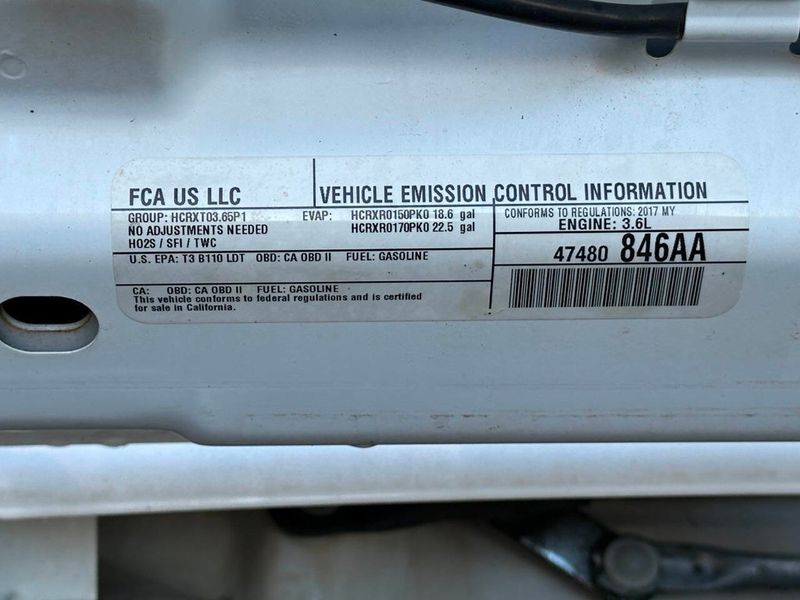 FCA US LLC
VEHICLE EMISSION CONTROL INFORMATION
GROUP: HCRXT03.65P1
EVAP: HCRXR0150PK0 18.6 gal
HCRXR0170PK0 22.5 gal
NO ADJUSTMENTS NEEDED
HO2S / SFI / TWC
U.S. EPA: T3 B110 LDT OBD: CA OBD II FUEL: GASOLINE
CA: OBD: CA OBD II FUEL: GASOLINE
This vehicle conforms to federal regulations and is certified
for sale in California.
CONFORMS TO REGULATIONS: 2017 MY
ENGINE: 3.6L
47480 846AA